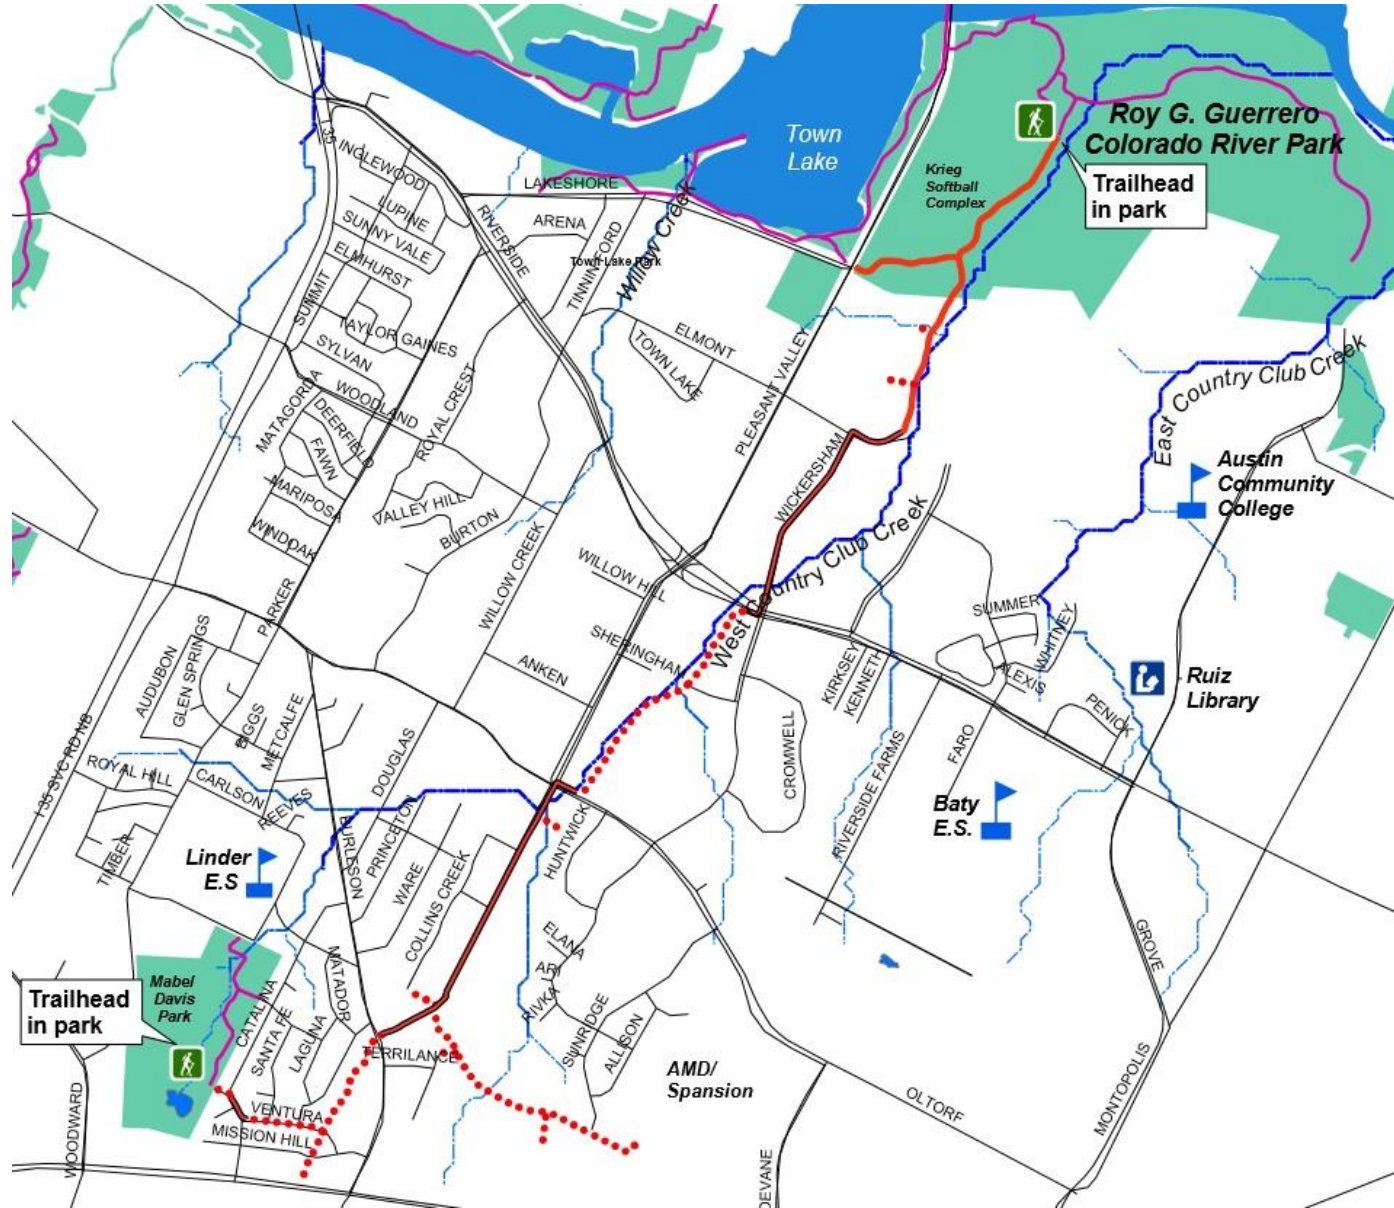 Roy G. Guerrero
Colorado River Park
Town
Lake
Krieg
Softball
Complex
Trailhead
in park
I 35
INGLEWOOD
LUPINE
SUNNY VALE
ELMHURST
SUMMIT
TAYLOR GAINES
SYLVAN
WOODLAND
MATAGORDA
DEERFIELD
FAWN
MARIPOSA
WINDOAK
PARKER
LAKESHORE
RIVERSIDE
ARENA
TINNINFORD
Town Lake Park
Willow Creek
ELMONT
TOWN LAKE
PLEASANT VALLEY
ROYAL CREST
VALLEY HILL
BURTON
WILLOW CREEK
WICKERSHAM
WILLOW HILL
SHERINGHAM
ANKEN
West Country Club Creek
East Country Club Creek
Austin
Community
College
SUMMER
WHITNEY
ALEXIS
PENICK
Ruiz
Library
KIRKSEY
KENNETH
CROMWELL
RIVERSIDE FARMS
FARO
Baty
E.S.
GROVE
MONTOPOLIS
AUDUBON
GLEN SPRINGS
BIGGS
METCALFE
I 35 SVC RD NB
ROYAL HILL
CARLSON
REEVES
DOUGLAS
PRINCETON
BURLESON
WARE
COLLINS CREEK
TIMBER
Linder
E.S
HUNTWICK
ELANA
ARI
RIVKA
SUNRIDGE
ALLISON
AMD/
Spansion
OLTORF
DEVANE
Mabel
Davis
Park
Trailhead
in park
CATALINA
SANTA FE
LAGUNA
MATADOR
TERRILANCE
VENTURA
MISSION HILL
WOODWARD